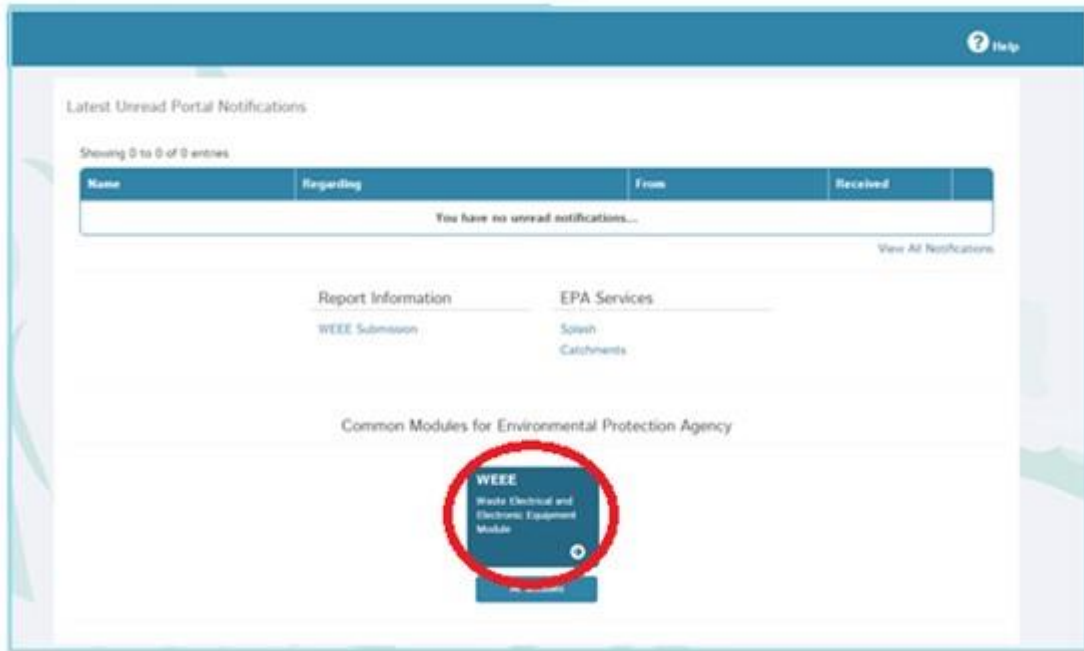 Help
Latest Unread Portal Notifications
Showing 0 to 0 of 0 entries
Name Regarding From Received
You have no unread notifications...
View All Notifications
Report Information EPA Services
WEEE Submission Splash
Catchments
Common Modules for Environmental Protection Agency
WEEE
Waste Electrical and
Electronic Equipment
Module